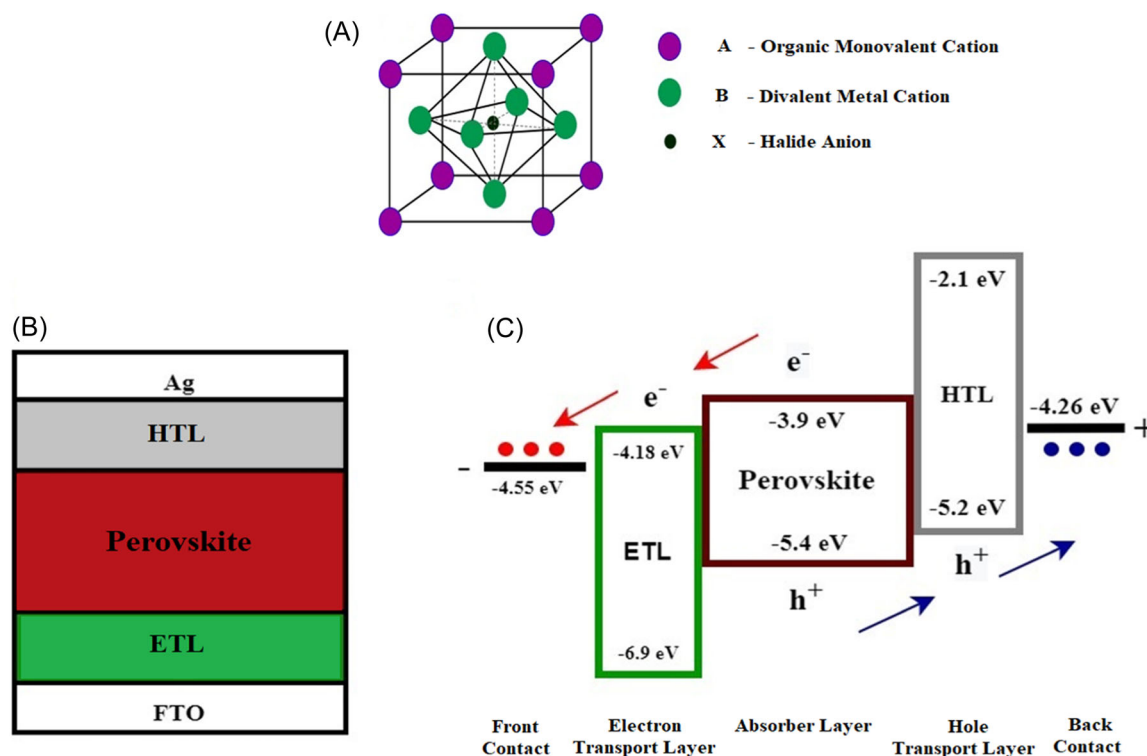 (A)
A - Organic Monovalent Cation
B - Divalent Metal Cation
X - Halide Anion
(B)
Ag
HTL
Perovskite
ETL
FTO
(C)
-2.1 eV
e⁻
e⁻
HTL
-4.26 eV
+
-3.9 eV
-4.18 eV
-
-4.55 eV
Perovskite
-5.2 eV
ETL
-5.4 eV
h⁺
h⁺
-6.9 eV
Front
Contact
Electron
Transport Layer
Absorber Layer
Hole
Transport Layer
Back
Contact